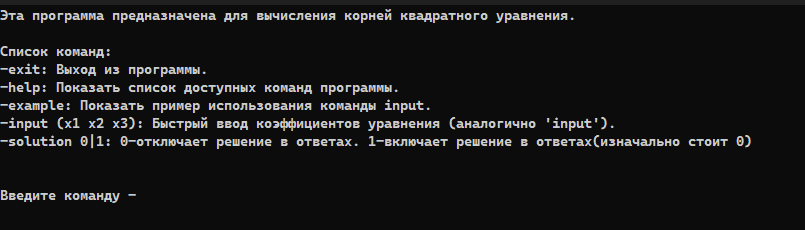 Эта программа предназначена для вычисления корней квадратного уравнения.
Список команд:
-exit: Выход из программы.
-help: Показать список доступных команд программы.
-example: Показать пример использования команды input.
-input (x1 x2 x3): Быстрый ввод коэффициентов уравнения (аналогично 'input').
-solution 0|1: 0-отключает решение в ответах. 1-включает решение в ответах(изначально стоит 0)
Введите команду -